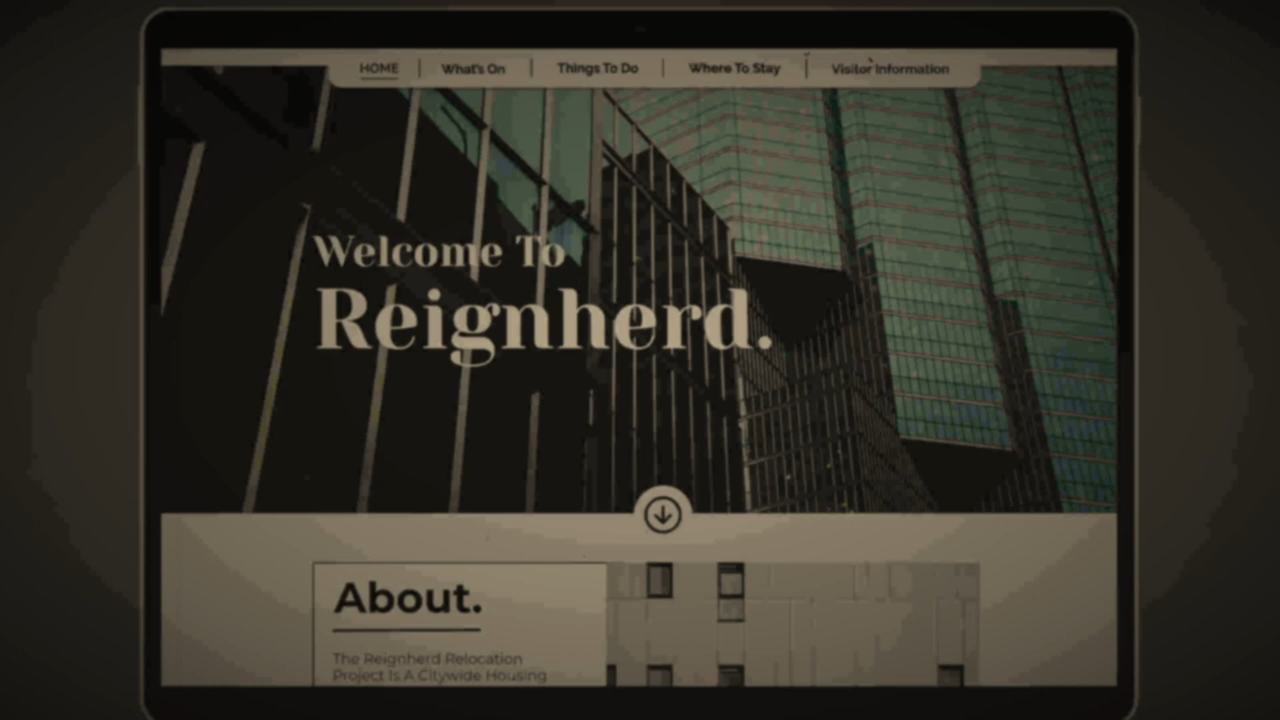 HOME
What's On
Things To Do
Where To Stay
Visitor Information
Welcome To
Reignherd.
About.
The Reignherd Relocation
Project Is A Citywide Housing